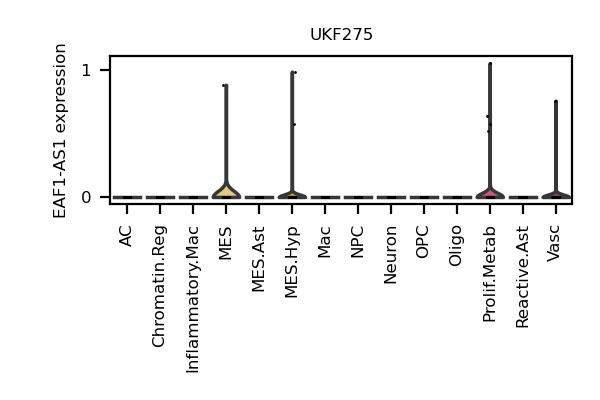 UKF275
EAF1-AS1 expression
1
0
AC
Chromatin.Reg
Inflammatory.Mac
MES
MES.Ast
MES.Hyp
Mac
NPC
Neuron
OPC
Oligo
Prolif.Metab
Reactive.Ast
Vasc